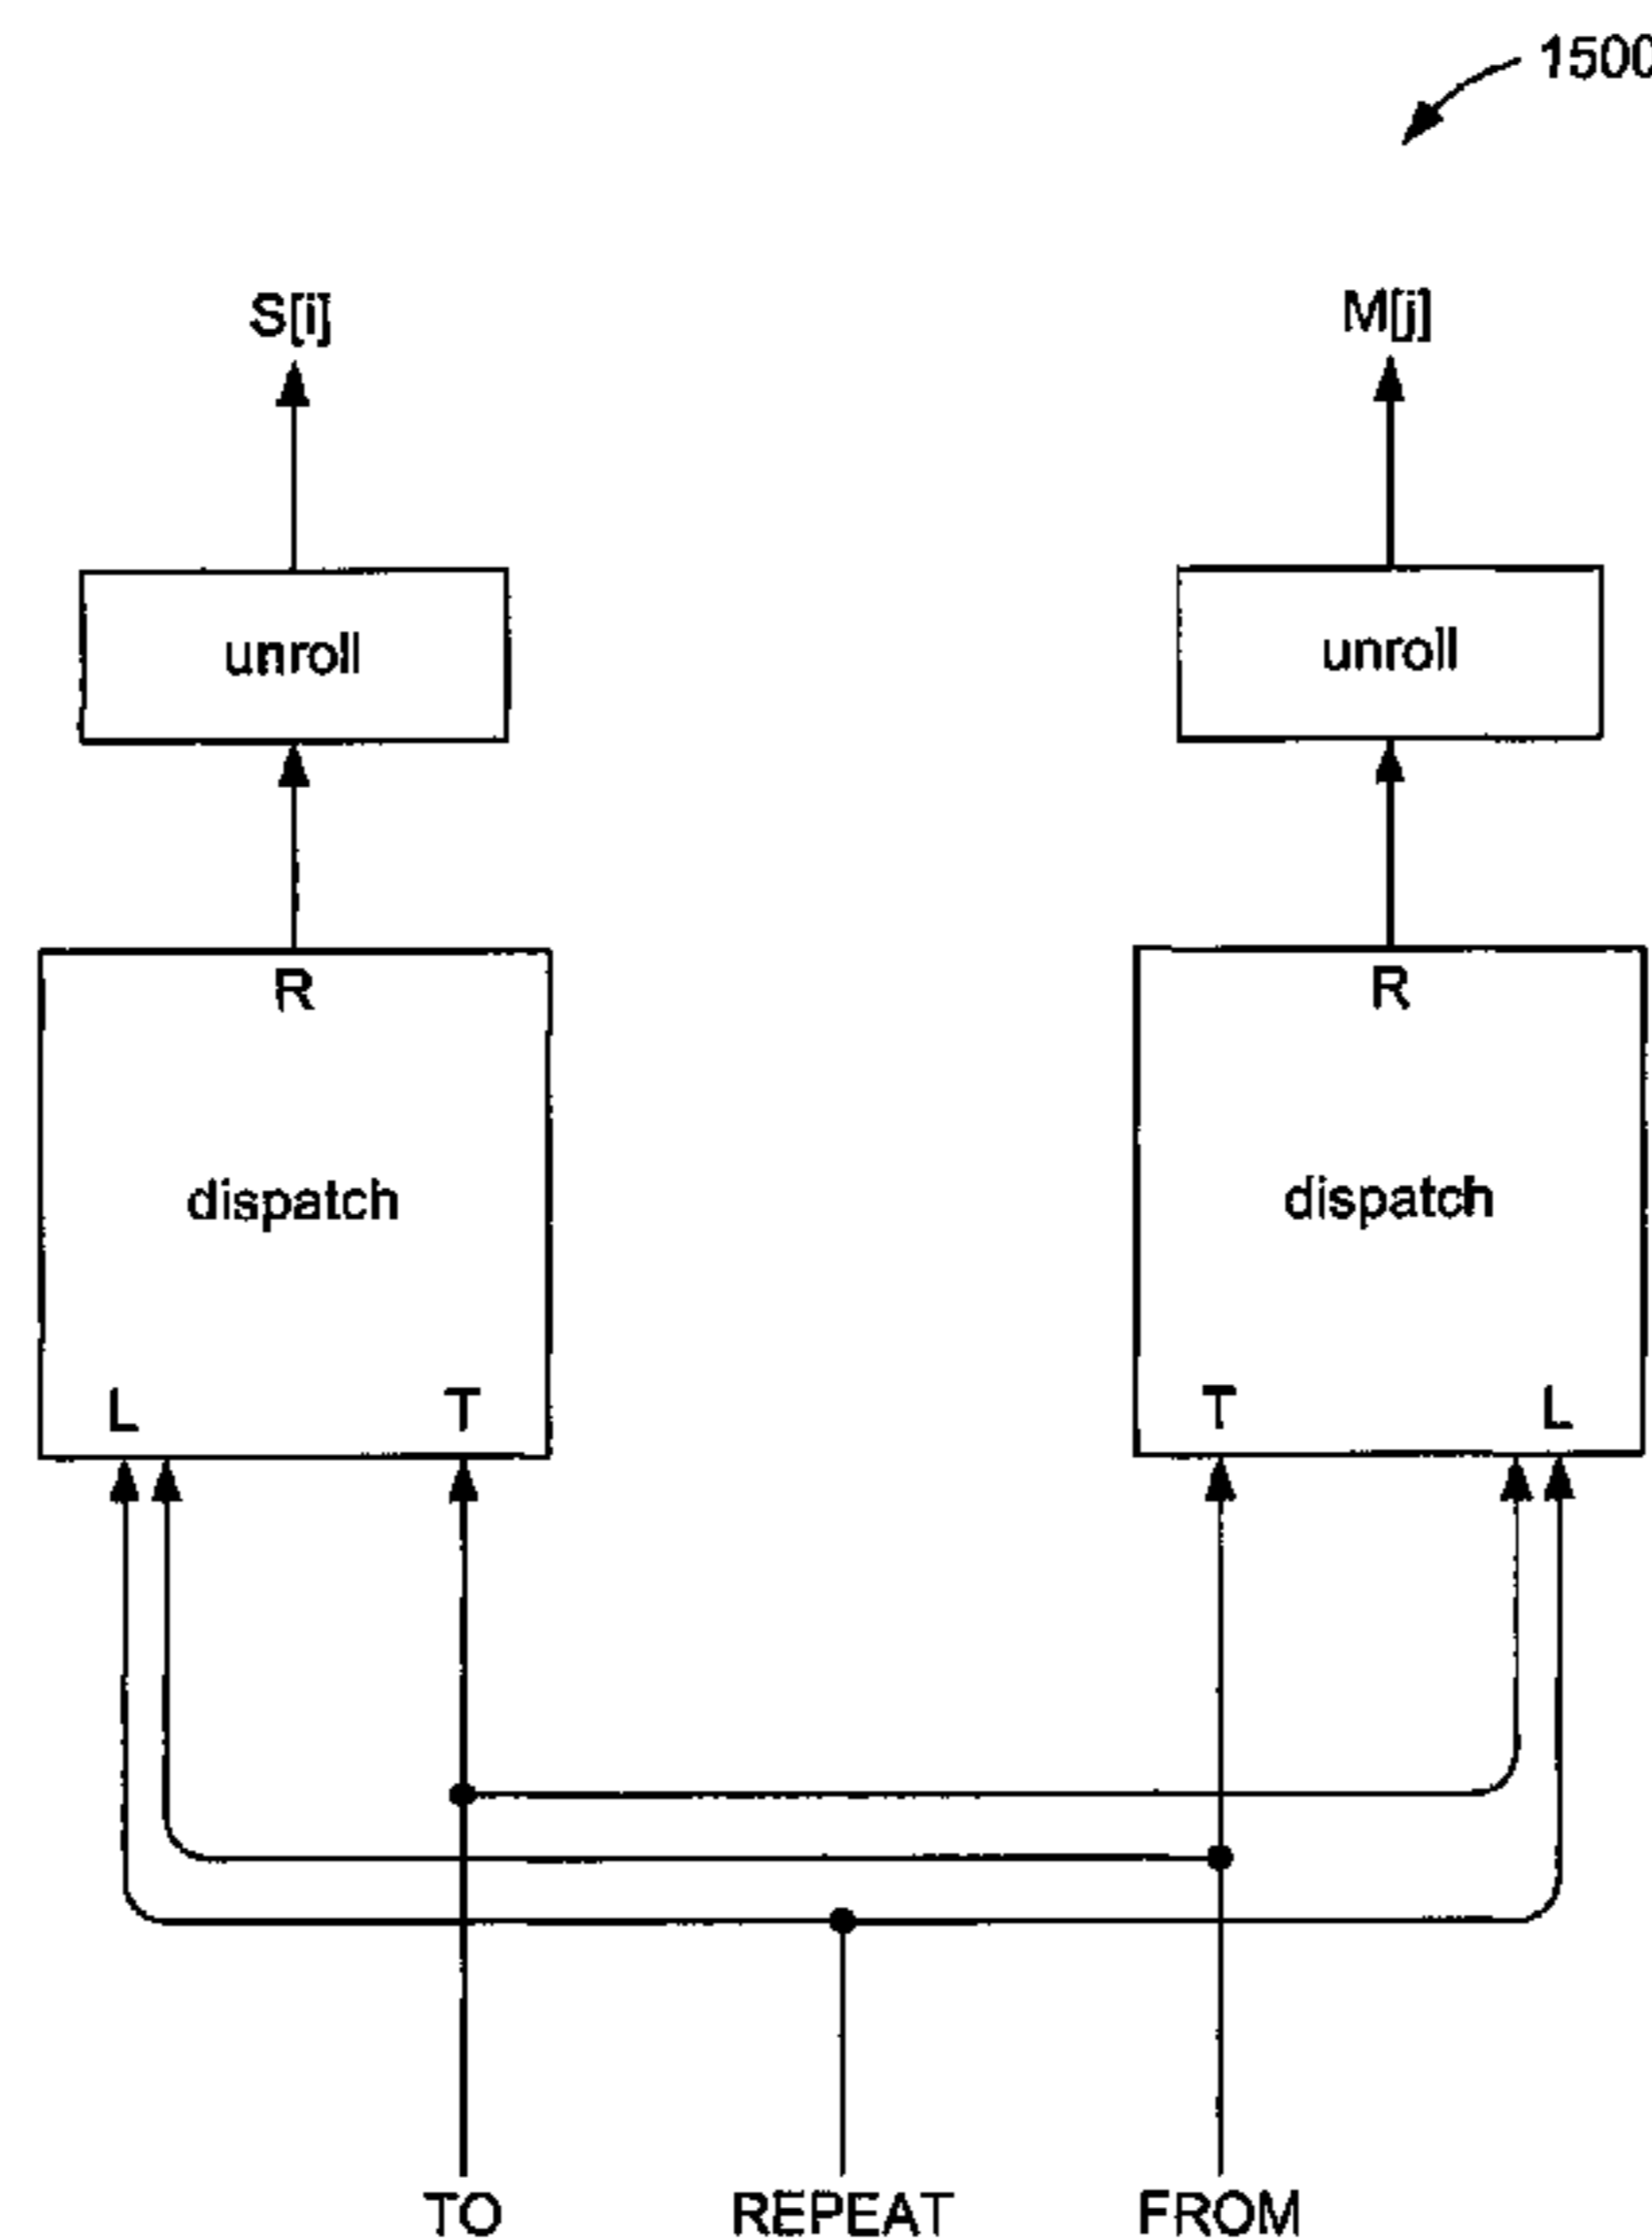 1500
S[i]
M[j]
unroll
unroll
R
R
dispatch
dispatch
L
T
T
L
TO
REPEAT
FROM